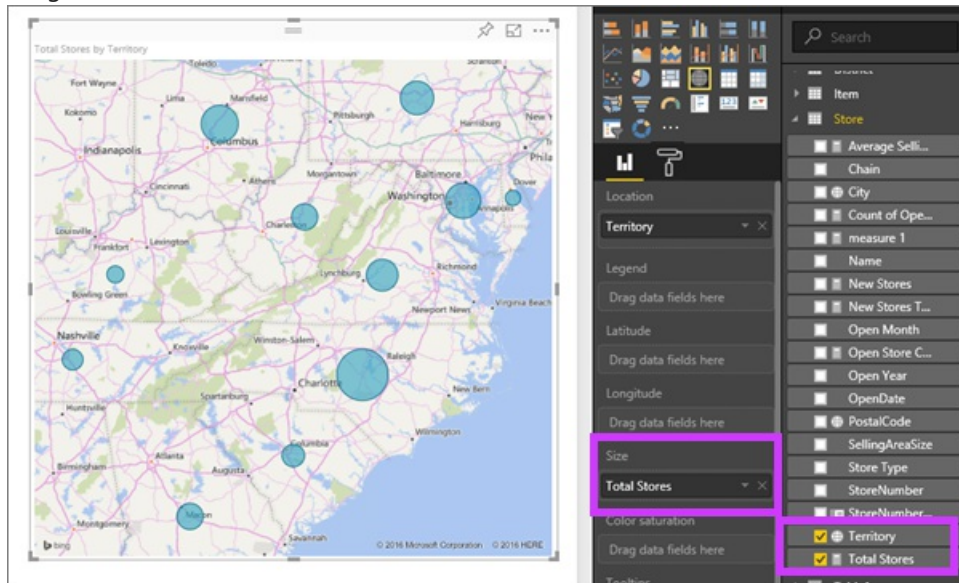 Total Stores by Territory
Toledo
Scranton
Fort Wayne
Lima
Mansfield
Kokomo
Pittsburgh
Harrisburg
New Y
Columbus
Indianapolis
Phila
Morgantown
Baltimore
Athens
Cincinnati
Washington
Dover
Annapolis
Charleston
Louisville
Frankfort
Lexington
Lynchburg
Richmond
Bowling Green
Newport News
Virginia Beach
Nashville
Knoxville
Winston-Salem
Raleigh
Charlotte
Spartanburg
New Bern
Huntsville
Wilmington
Columbia
Atlanta
Birmingham
Augusta
Macon
Montgomery
Savannah
bing
© 2016 Microsoft Corporation © 2016 HERE
Location
Territory
Legend
Drag data fields here
Latitude
Drag data fields here
Longitude
Drag data fields here
Size
Total Stores
Color saturation
Drag data fields here
Tooltips
Search
District
Item
Store
Average Selli...
Chain
City
Count of Ope...
measure 1
Name
New Stores
New Stores T...
Open Month
Open Store C...
Open Year
OpenDate
PostalCode
SellingAreaSize
Store Type
StoreNumber
StoreNumber...
Territory
Total Stores